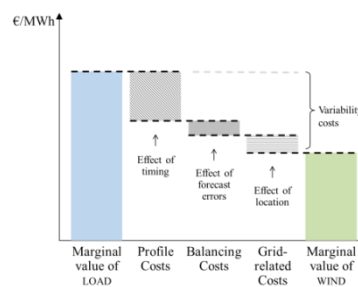 €/MWh
Variability
costs
Effect of
timing
Effect of
forecast
errors
Effect of
location
Marginal
value of
LOAD
Profile
Costs
Balancing
Costs
Grid-
related
Costs
Marginal
value of
WIND